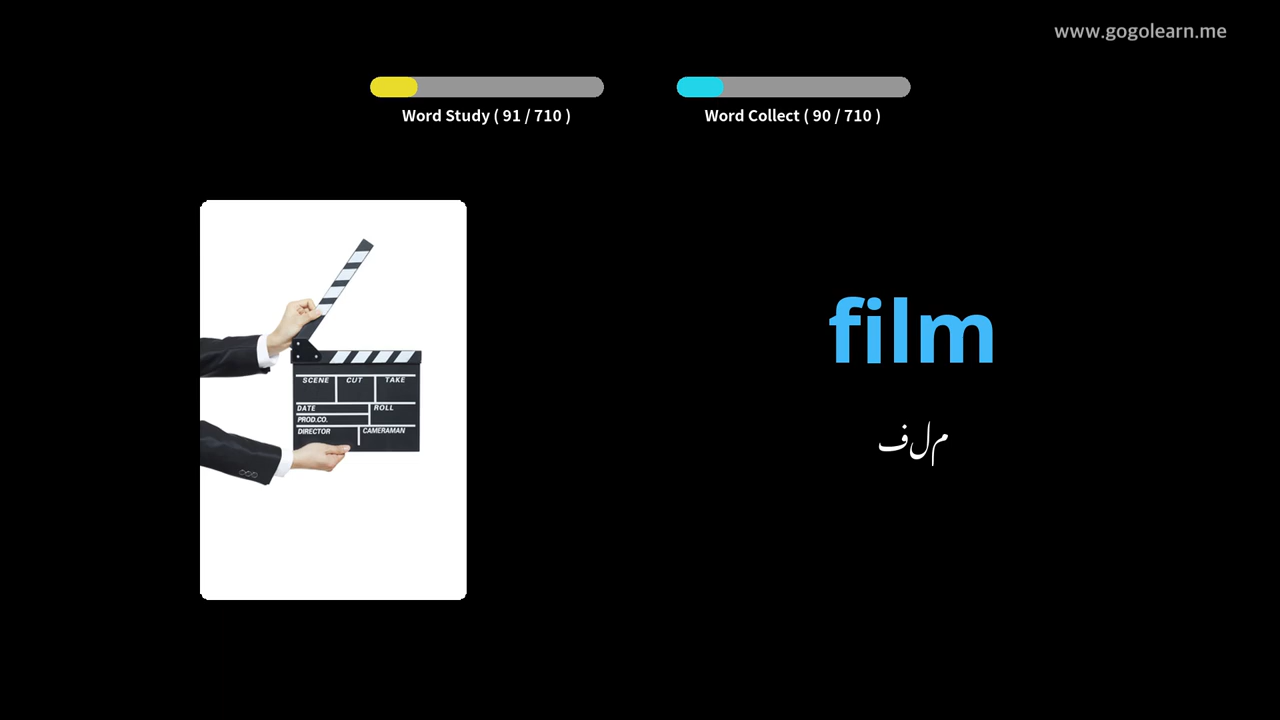 www.gogolearn.me
Word Study ( 91 / 710 )
Word Collect ( 90 / 710 )
SCENE CUT TAKE
DATE ROLL
PROD.CO.
DIRECTOR CAMERAMAN
film
م‌ل‌ف